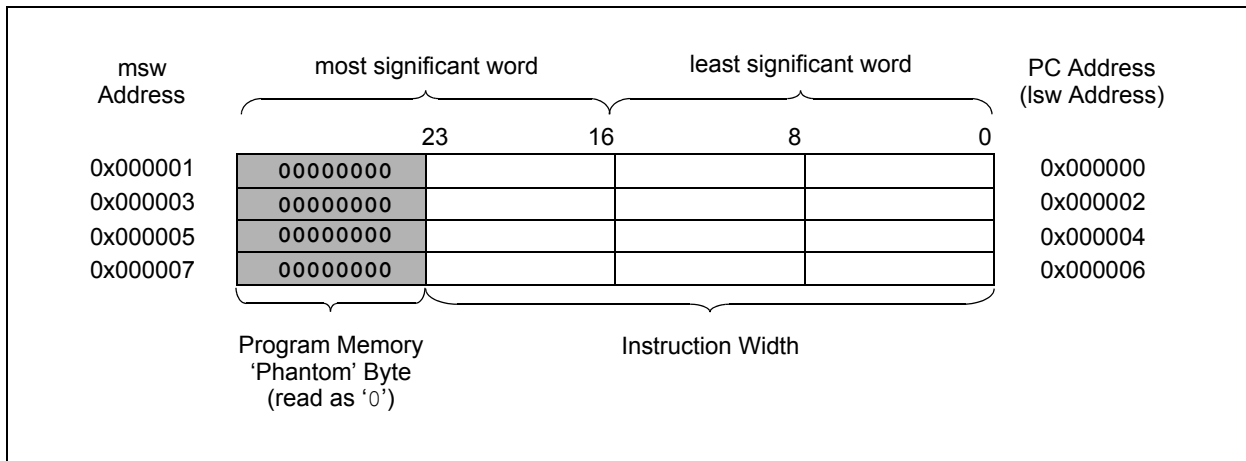 msw
Address
most significant word
least significant word
PC Address
(lsw Address)
23 16 8 0
0x000001 00000000 0x000000
0x000003 00000000 0x000002
0x000005 00000000 0x000004
0x000007 00000000 0x000006
Program Memory
‘Phantom’ Byte
(read as ‘0’)
Instruction Width